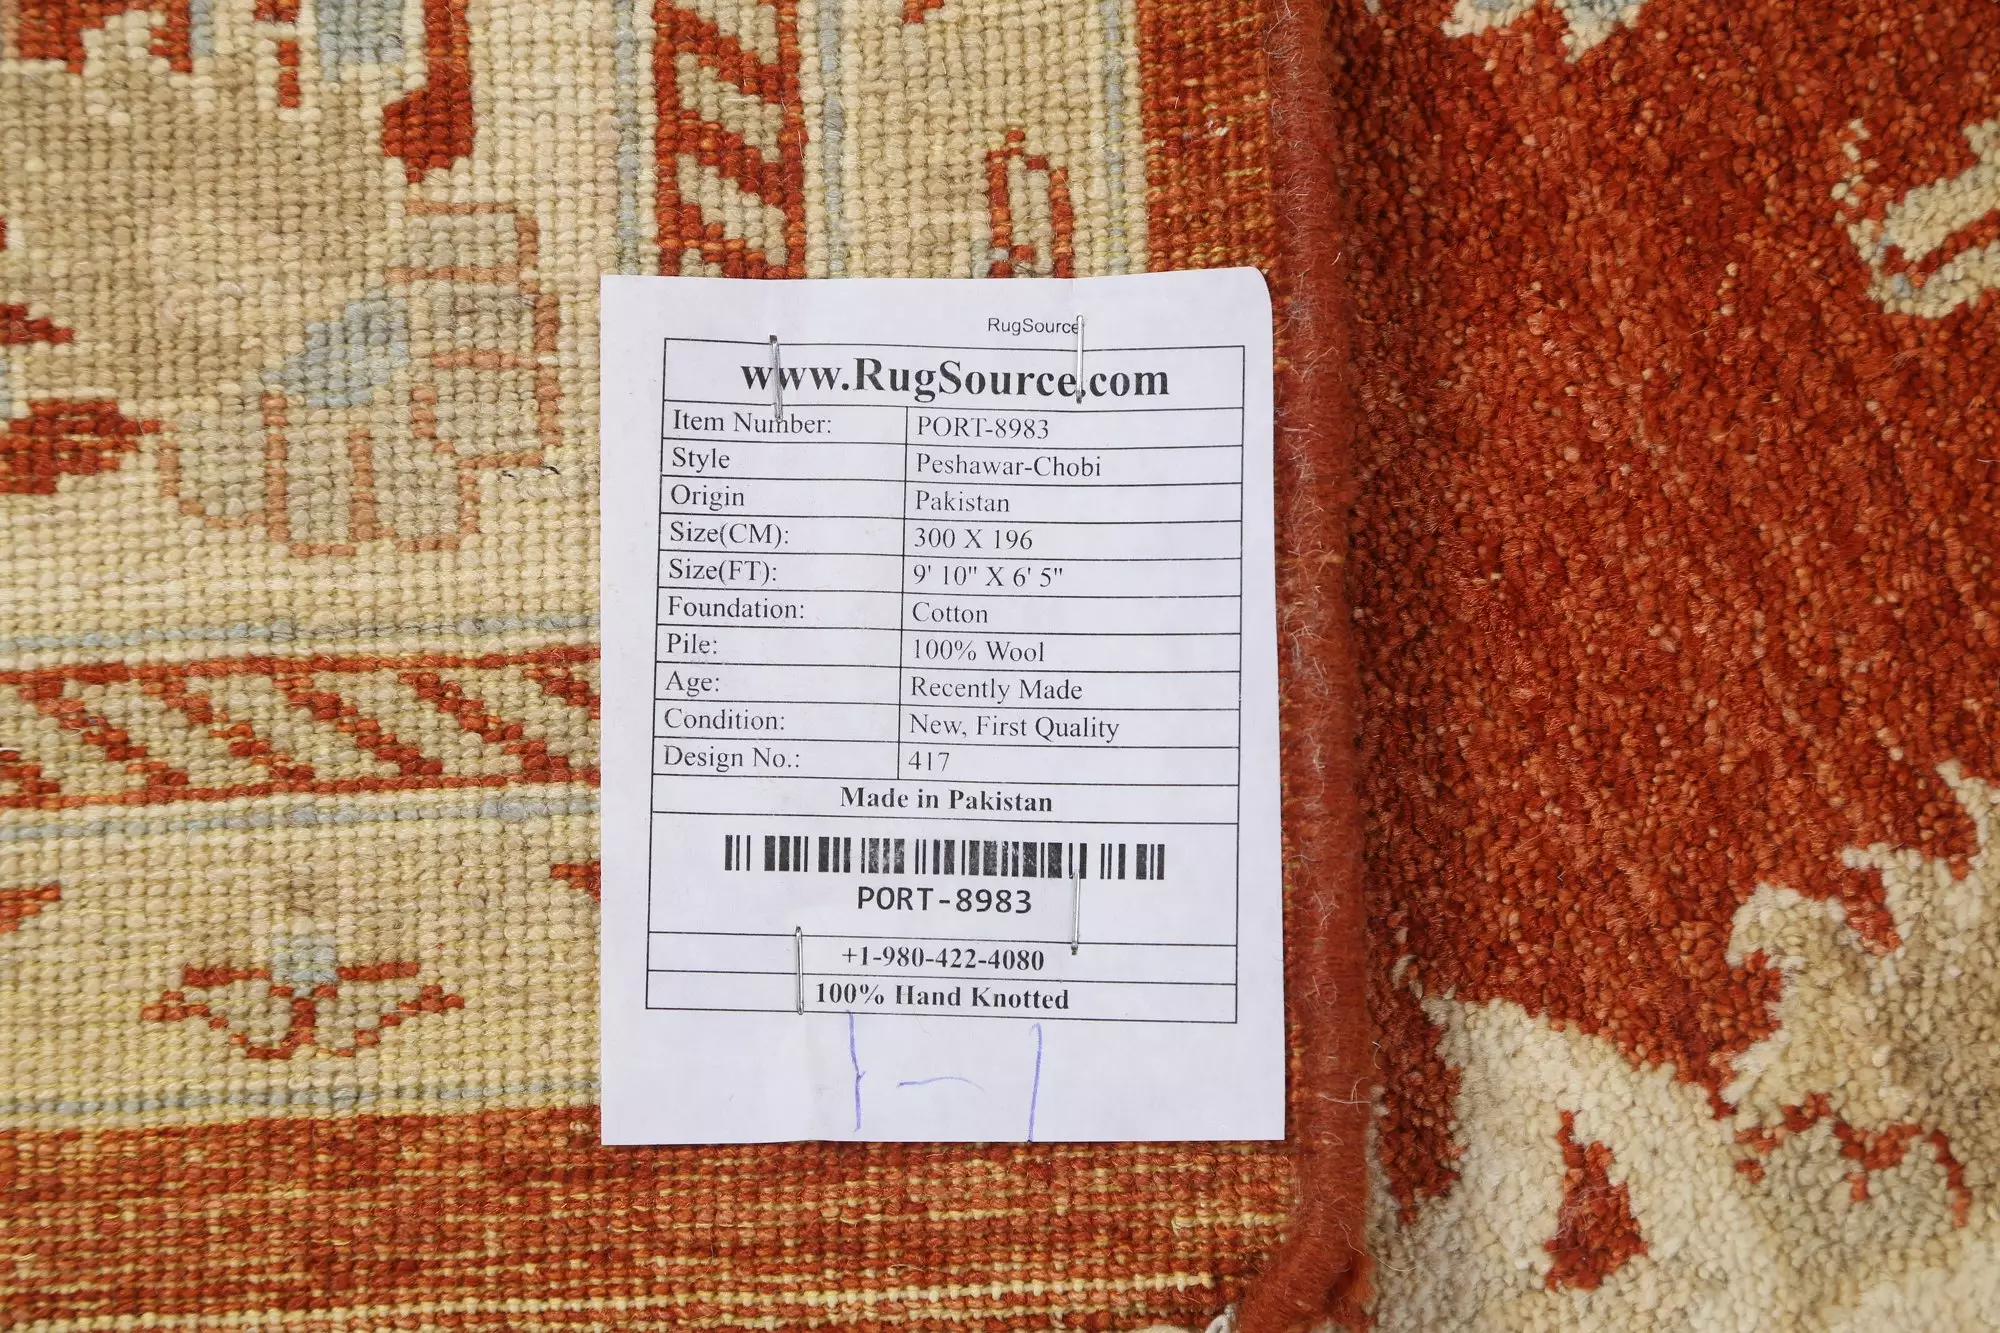 RugSource
www.RugSource.com
Item Number: PORT-8983
Style Peshawar-Chobi
Origin Pakistan
Size(CM): 300 X 196
Size(FT): 9' 10" X 6' 5"
Foundation: Cotton
Pile: 100% Wool
Age: Recently Made
Condition: New, First Quality
Design No.: 417
Made in Pakistan
PORT-8983
+1-980-422-4080
100% Hand Knotted
1-1